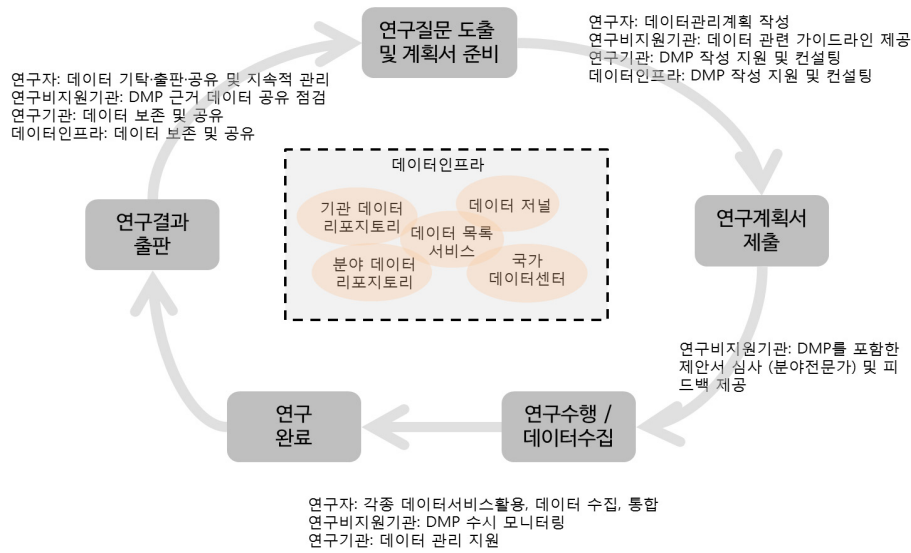 연구질문 도출
및 계획서 준비
연구자: 데이터관리계획 작성
연구비지원기관: 데이터 관련 가이드라인 제공
연구기관: DMP 작성 지원 및 컨설팅
데이터인프라: DMP 작성 지원 및 컨설팅
연구자: 데이터 기탁·출판·공유 및 지속적 관리
연구비지원기관: DMP 근거 데이터 공유 점검
연구기관: 데이터 보존 및 공유
데이터인프라: 데이터 보존 및 공유
데이터인프라
기관 데이터
리포지토리
데이터 저널
데이터 목록
서비스
분야 데이터
리포지토리
국가
데이터센터
연구결과
출판
연구계획서
제출
연구비지원기관: DMP를 포함한
제안서 심사 (분야전문가) 및 피
드백 제공
연구
완료
연구수행 /
데이터수집
연구자: 각종 데이터서비스활용, 데이터 수집, 통합
연구비지원기관: DMP 수시 모니터링
연구기관: 데이터 관리 지원